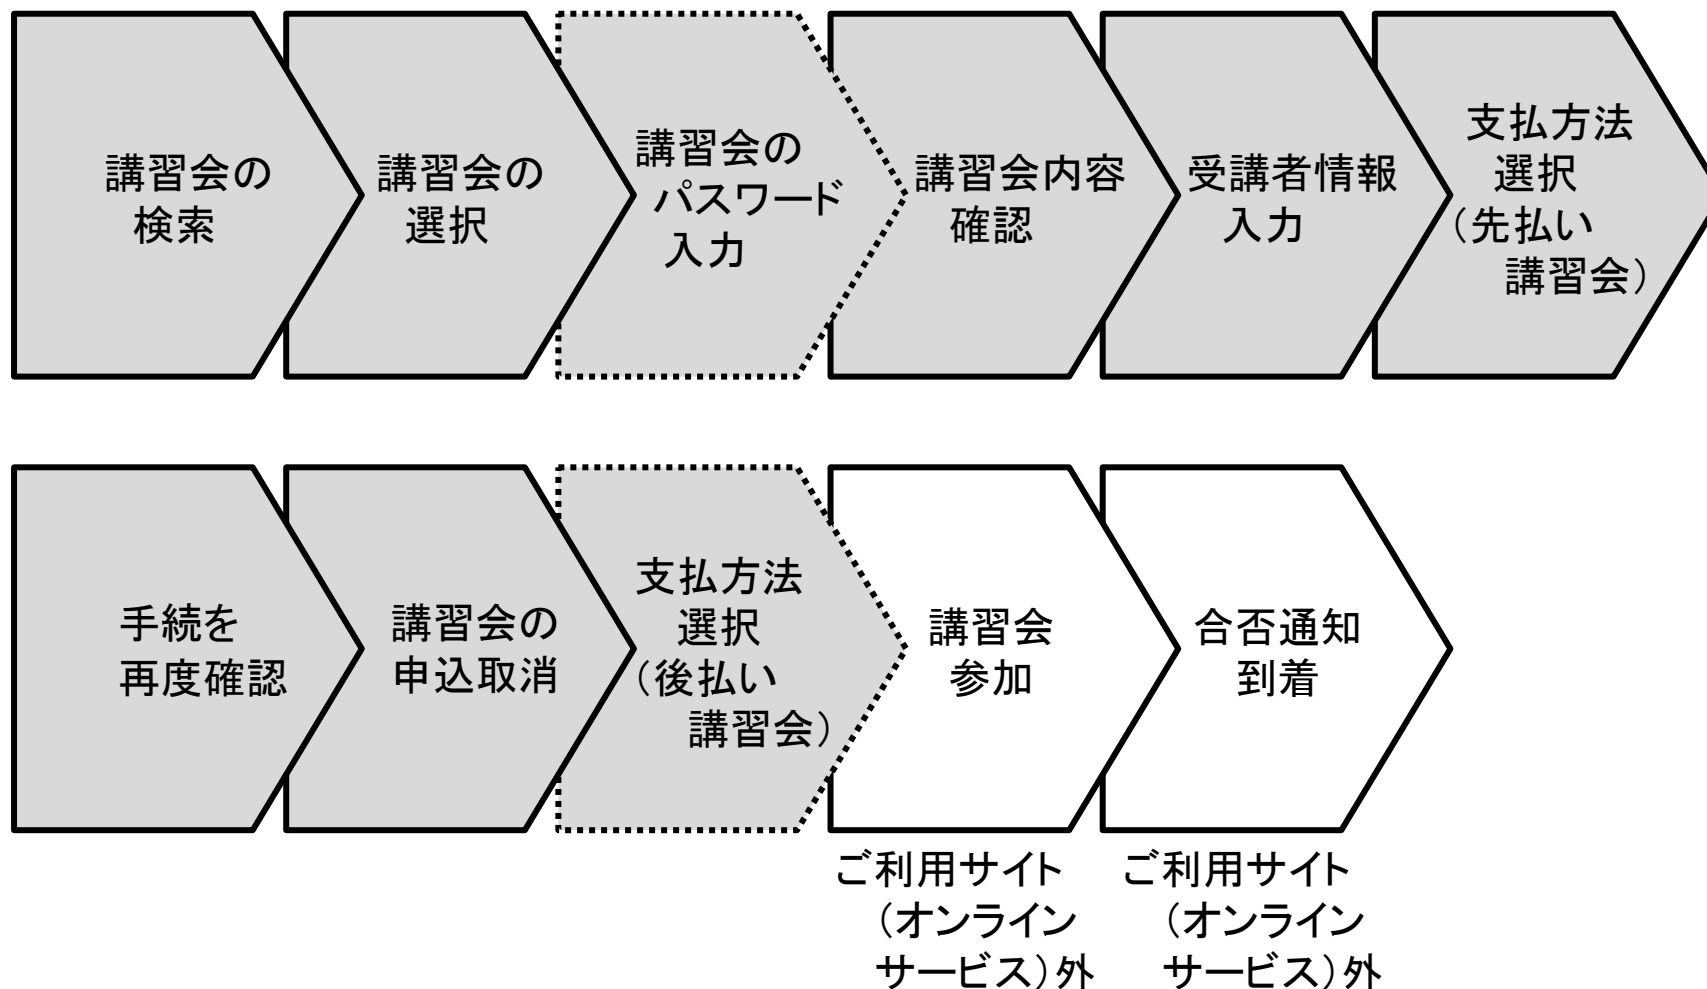 講習会の
検索
講習会の
選択
講習会の
パスワード
入力
講習会内容
確認
受講者情報
入力
支払方法
選択
（先払い
講習会）
手続を
再度確認
講習会の
申込取消
支払方法
選択
（後払い
講習会）
講習会
参加
合否通知
到着
ご利用サイト
（オンライン
サービス）外
ご利用サイト
（オンライン
サービス）外